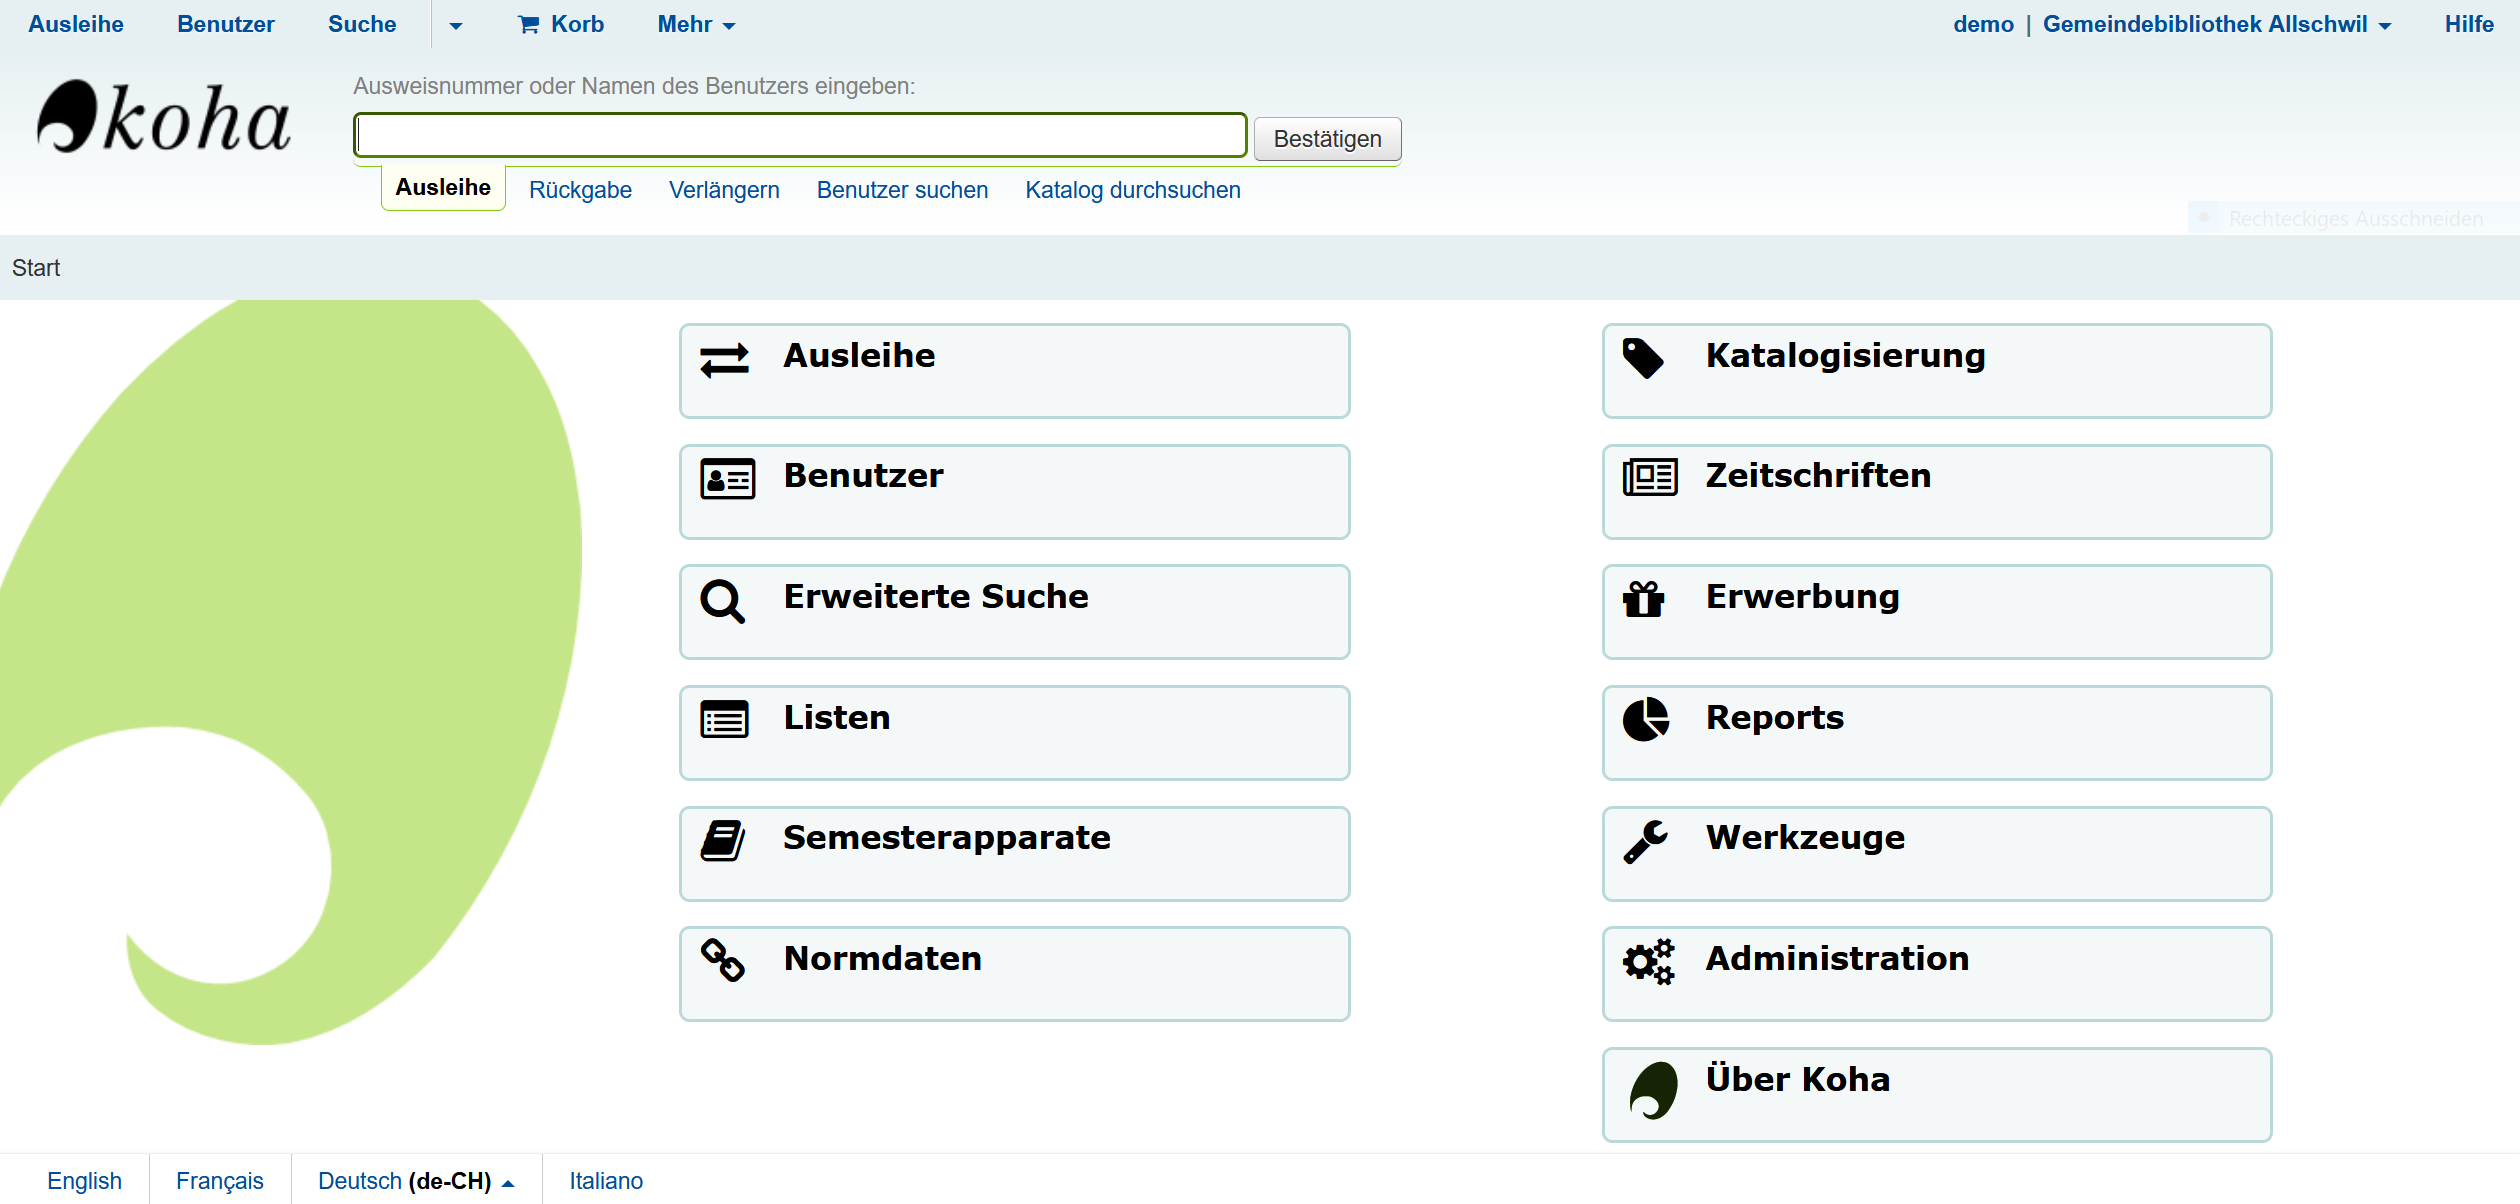 Ausleihe Benutzer Suche Korb Mehr demo | Gemeindebibliothek Allschwil Hilfe
koha
Ausweisnummer oder Namen des Benutzers eingeben:
Bestätigen
Ausleihe Rückgabe Verlängern Benutzer suchen Katalog durchsuchen
Rechteckiges Ausschneiden
Start
Ausleihe
Benutzer
Erweiterte Suche
Listen
Semesterapparate
Normdaten
Katalogisierung
Zeitschriften
Erwerbung
Reports
Werkzeuge
Administration
Über Koha
English Français Deutsch (de-CH) Italiano